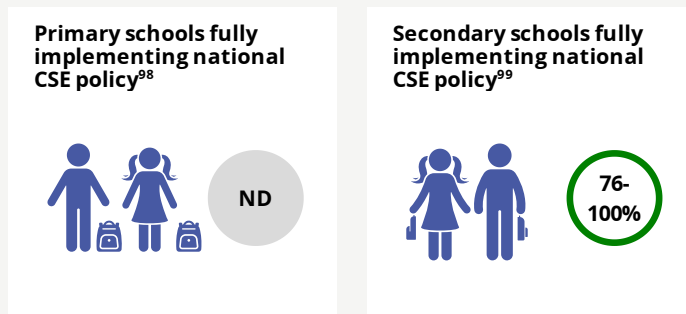 Primary schools fully
implementing national
CSE policy98
ND
Secondary schools fully
implementing national
CSE policy99
76-
100%